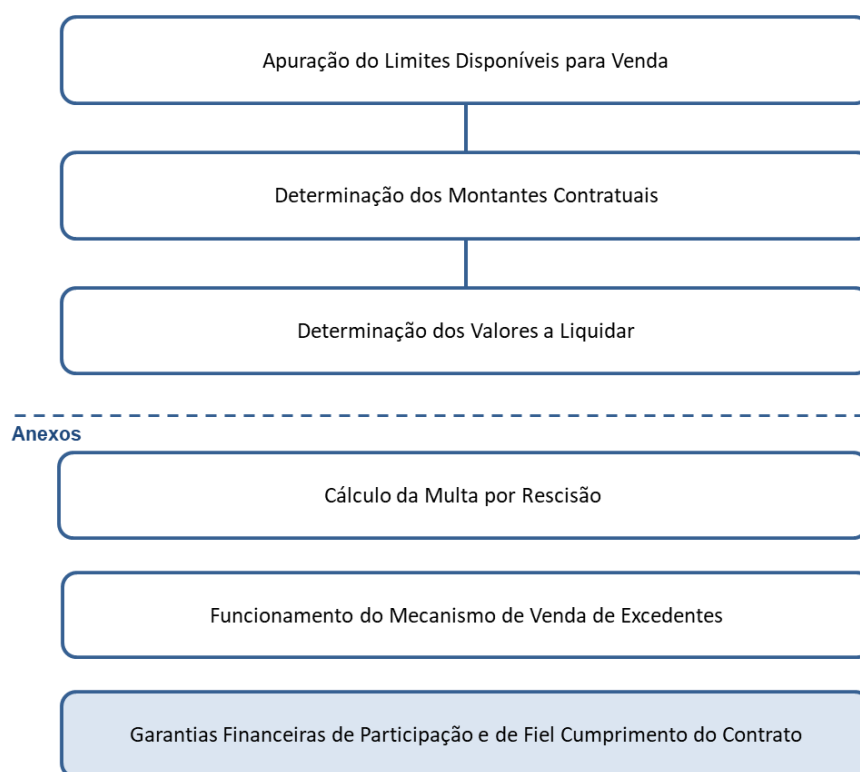 Apuração do Limites Disponíveis para Venda
Determinação dos Montantes Contratuais
Determinação dos Valores a Liquidar
Anexos
Cálculo da Multa por Rescisão
Funcionamento do Mecanismo de Venda de Excedentes
Garantias Financeiras de Participação e de Fiel Cumprimento do Contrato